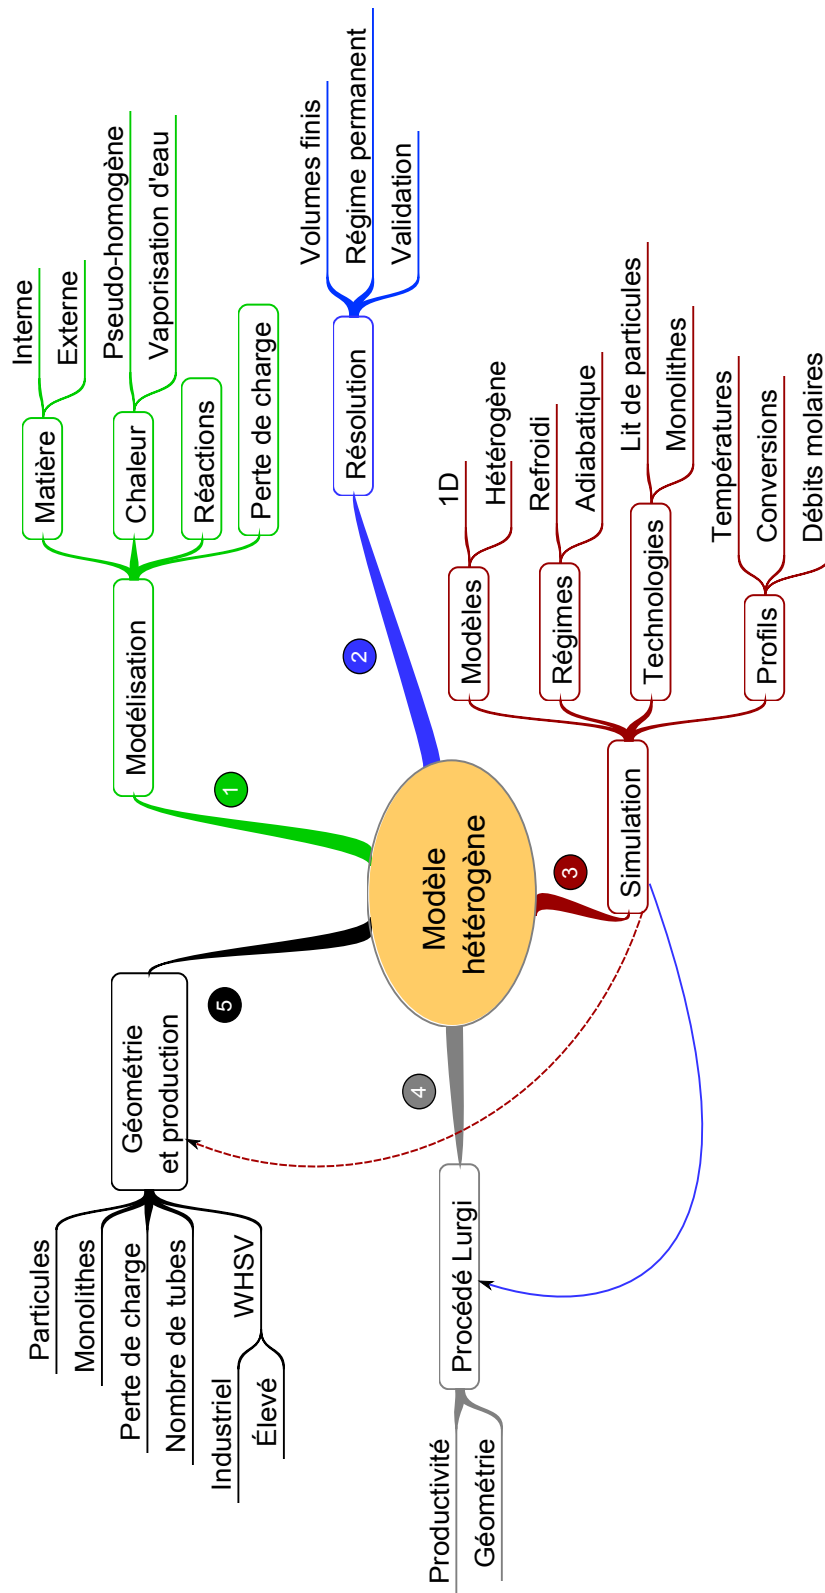 Modèle
hétérogène
1
Modélisation
Matière
Interne
Externe
Chaleur
Pseudo-homogène
Vaporisation d'eau
Réactions
Perte de charge
2
Résolution
Volumes finis
Régime permanent
Validation
3
Simulation
Modèles
1D
Hétérogène
Régimes
Refroidi
Adiabatique
Technologies
Lit de particules
Monolithes
Profils
Températures
Conversions
Débits molaires
4
Procédé Lurgi
Productivité
Géométrie
5
Géométrie
et production
Particules
Monolithes
Perte de charge
Nombre de tubes
WHSV
Industriel
Élevé